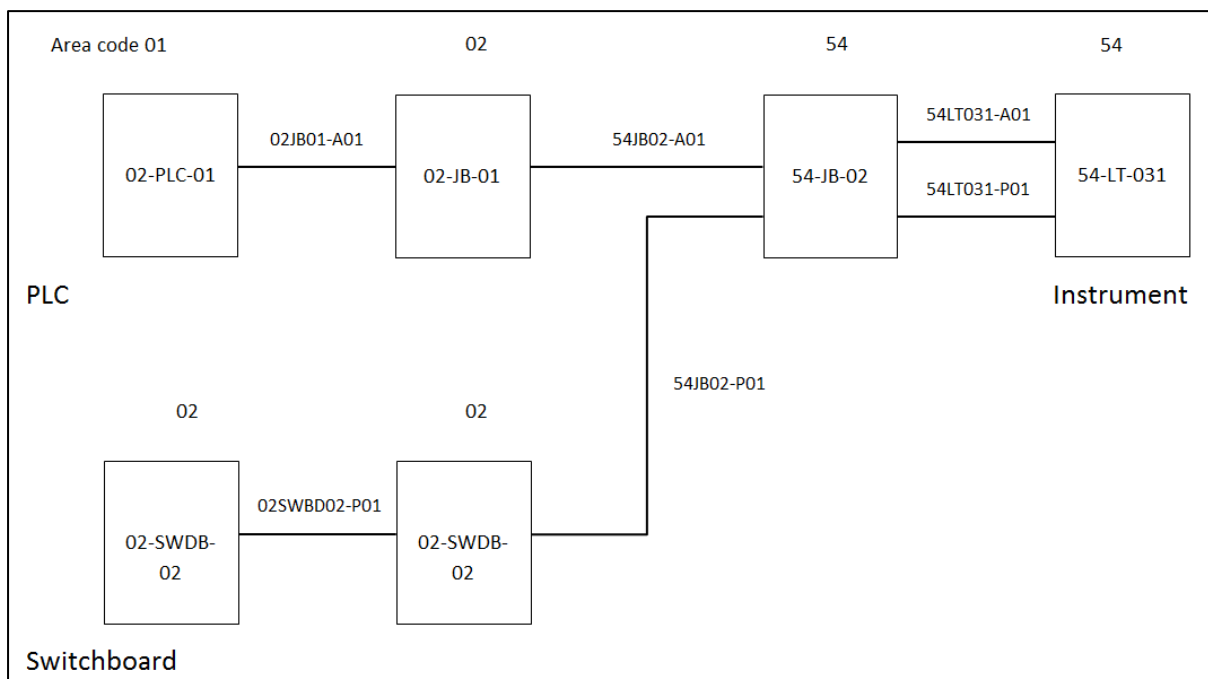 Area code 01
02
54
54
02-PLC-01
02JB01-A01
02-JB-01
54JB02-A01
54-JB-02
54LT031-A01
54LT031-P01
54-LT-031
PLC
Instrument
54JB02-P01
02
02
02-SWDB-
02
02SWBD02-P01
02-SWDB-
02
Switchboard